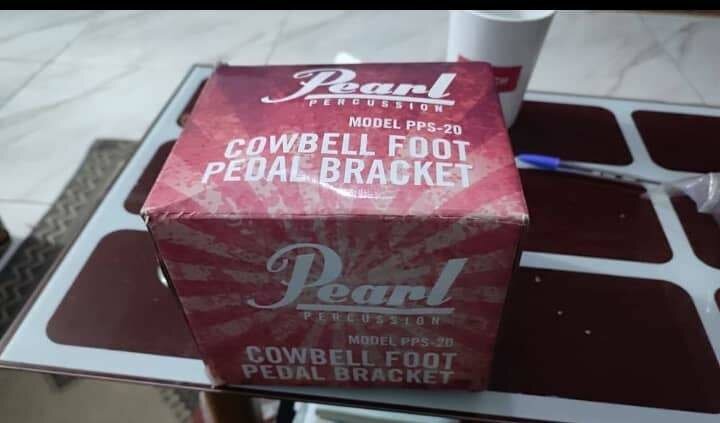 Pearl
PERCUSSION
MODEL PPS-20
COWBELL FOOT
PEDAL BRACKET
Pearl
PERCUSSION
MODEL PPS-20
COWBELL FOOT
PEDAL BRACKET